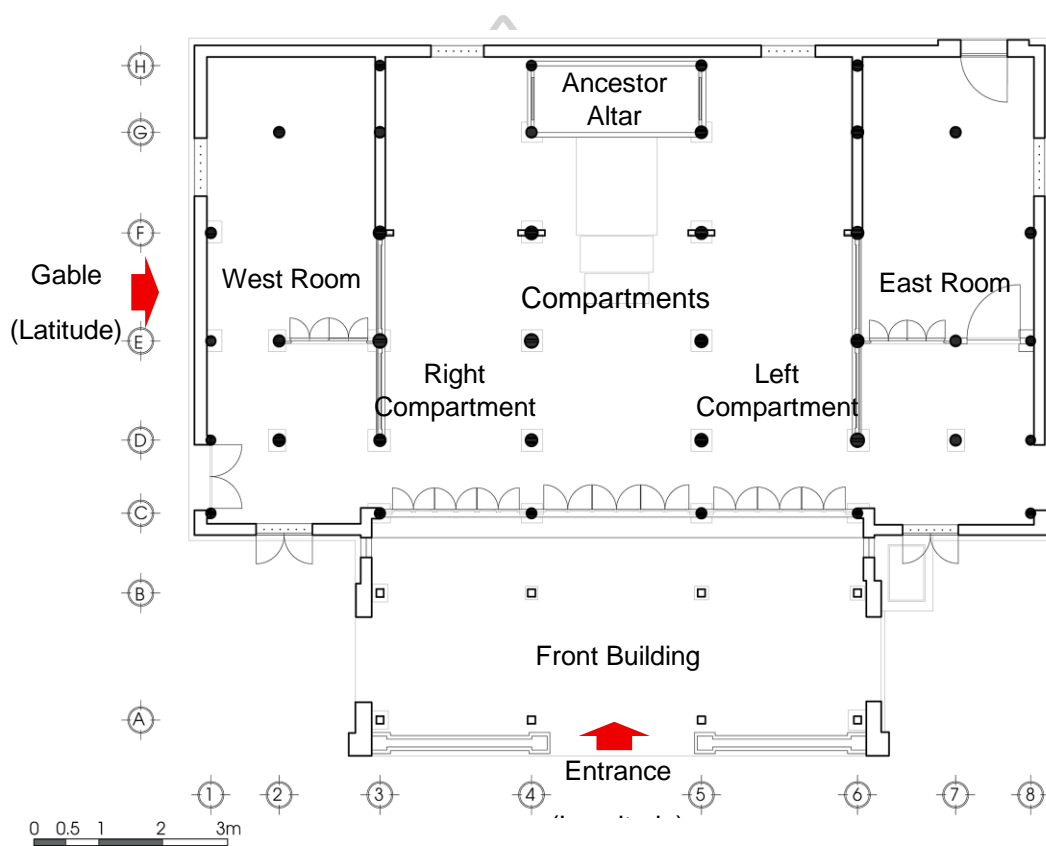 H
Ancestor
Altar
G
F
Gable
West Room
East Room
Compartments
(Latitude)
E
Right
Compartment
Left
Compartment
D
C
B
Front Building
A
Entrance
1
2
3
4
5
6
7
8
0 0.5 1 2 3m